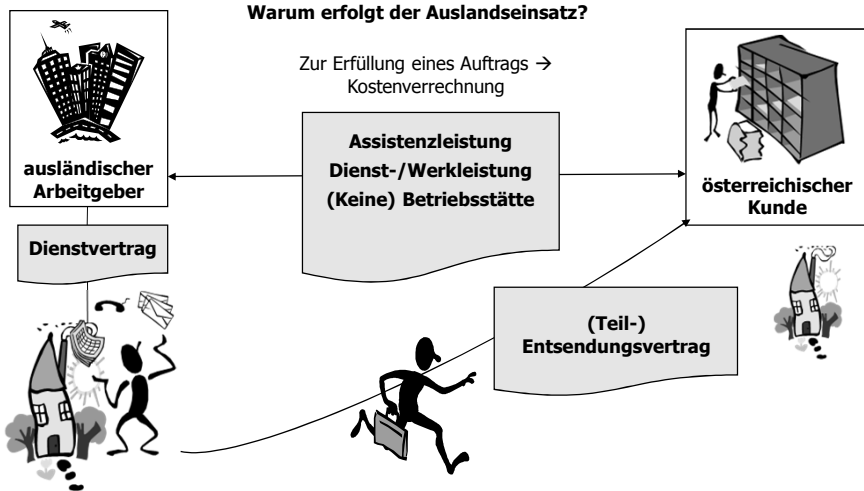 Warum erfolgt der Auslandseinsatz?
Zur Erfüllung eines Auftrags →
Kostenverrechnung
Assistenzleistung
Dienst-/Werkleistung
(Keine) Betriebsstätte
ausländischer
Arbeitgeber
österreichischer
Kunde
Dienstvertrag
(Teil-)
Entsendungsvertrag